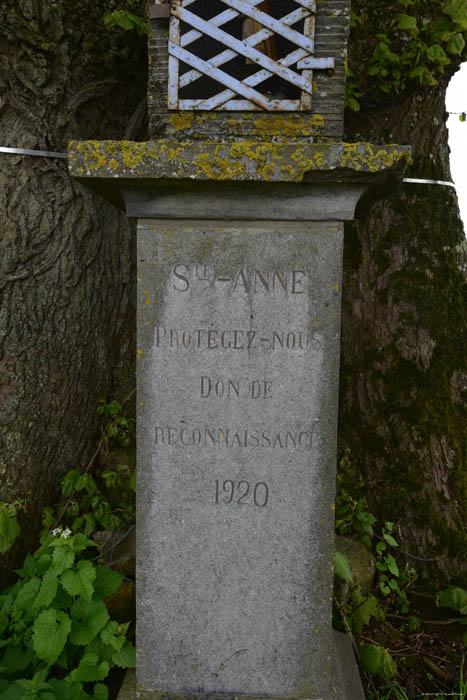 STE-ANNE
PROTÉGEZ-NOUS
DON DE
RECONNAISSANCE
1920